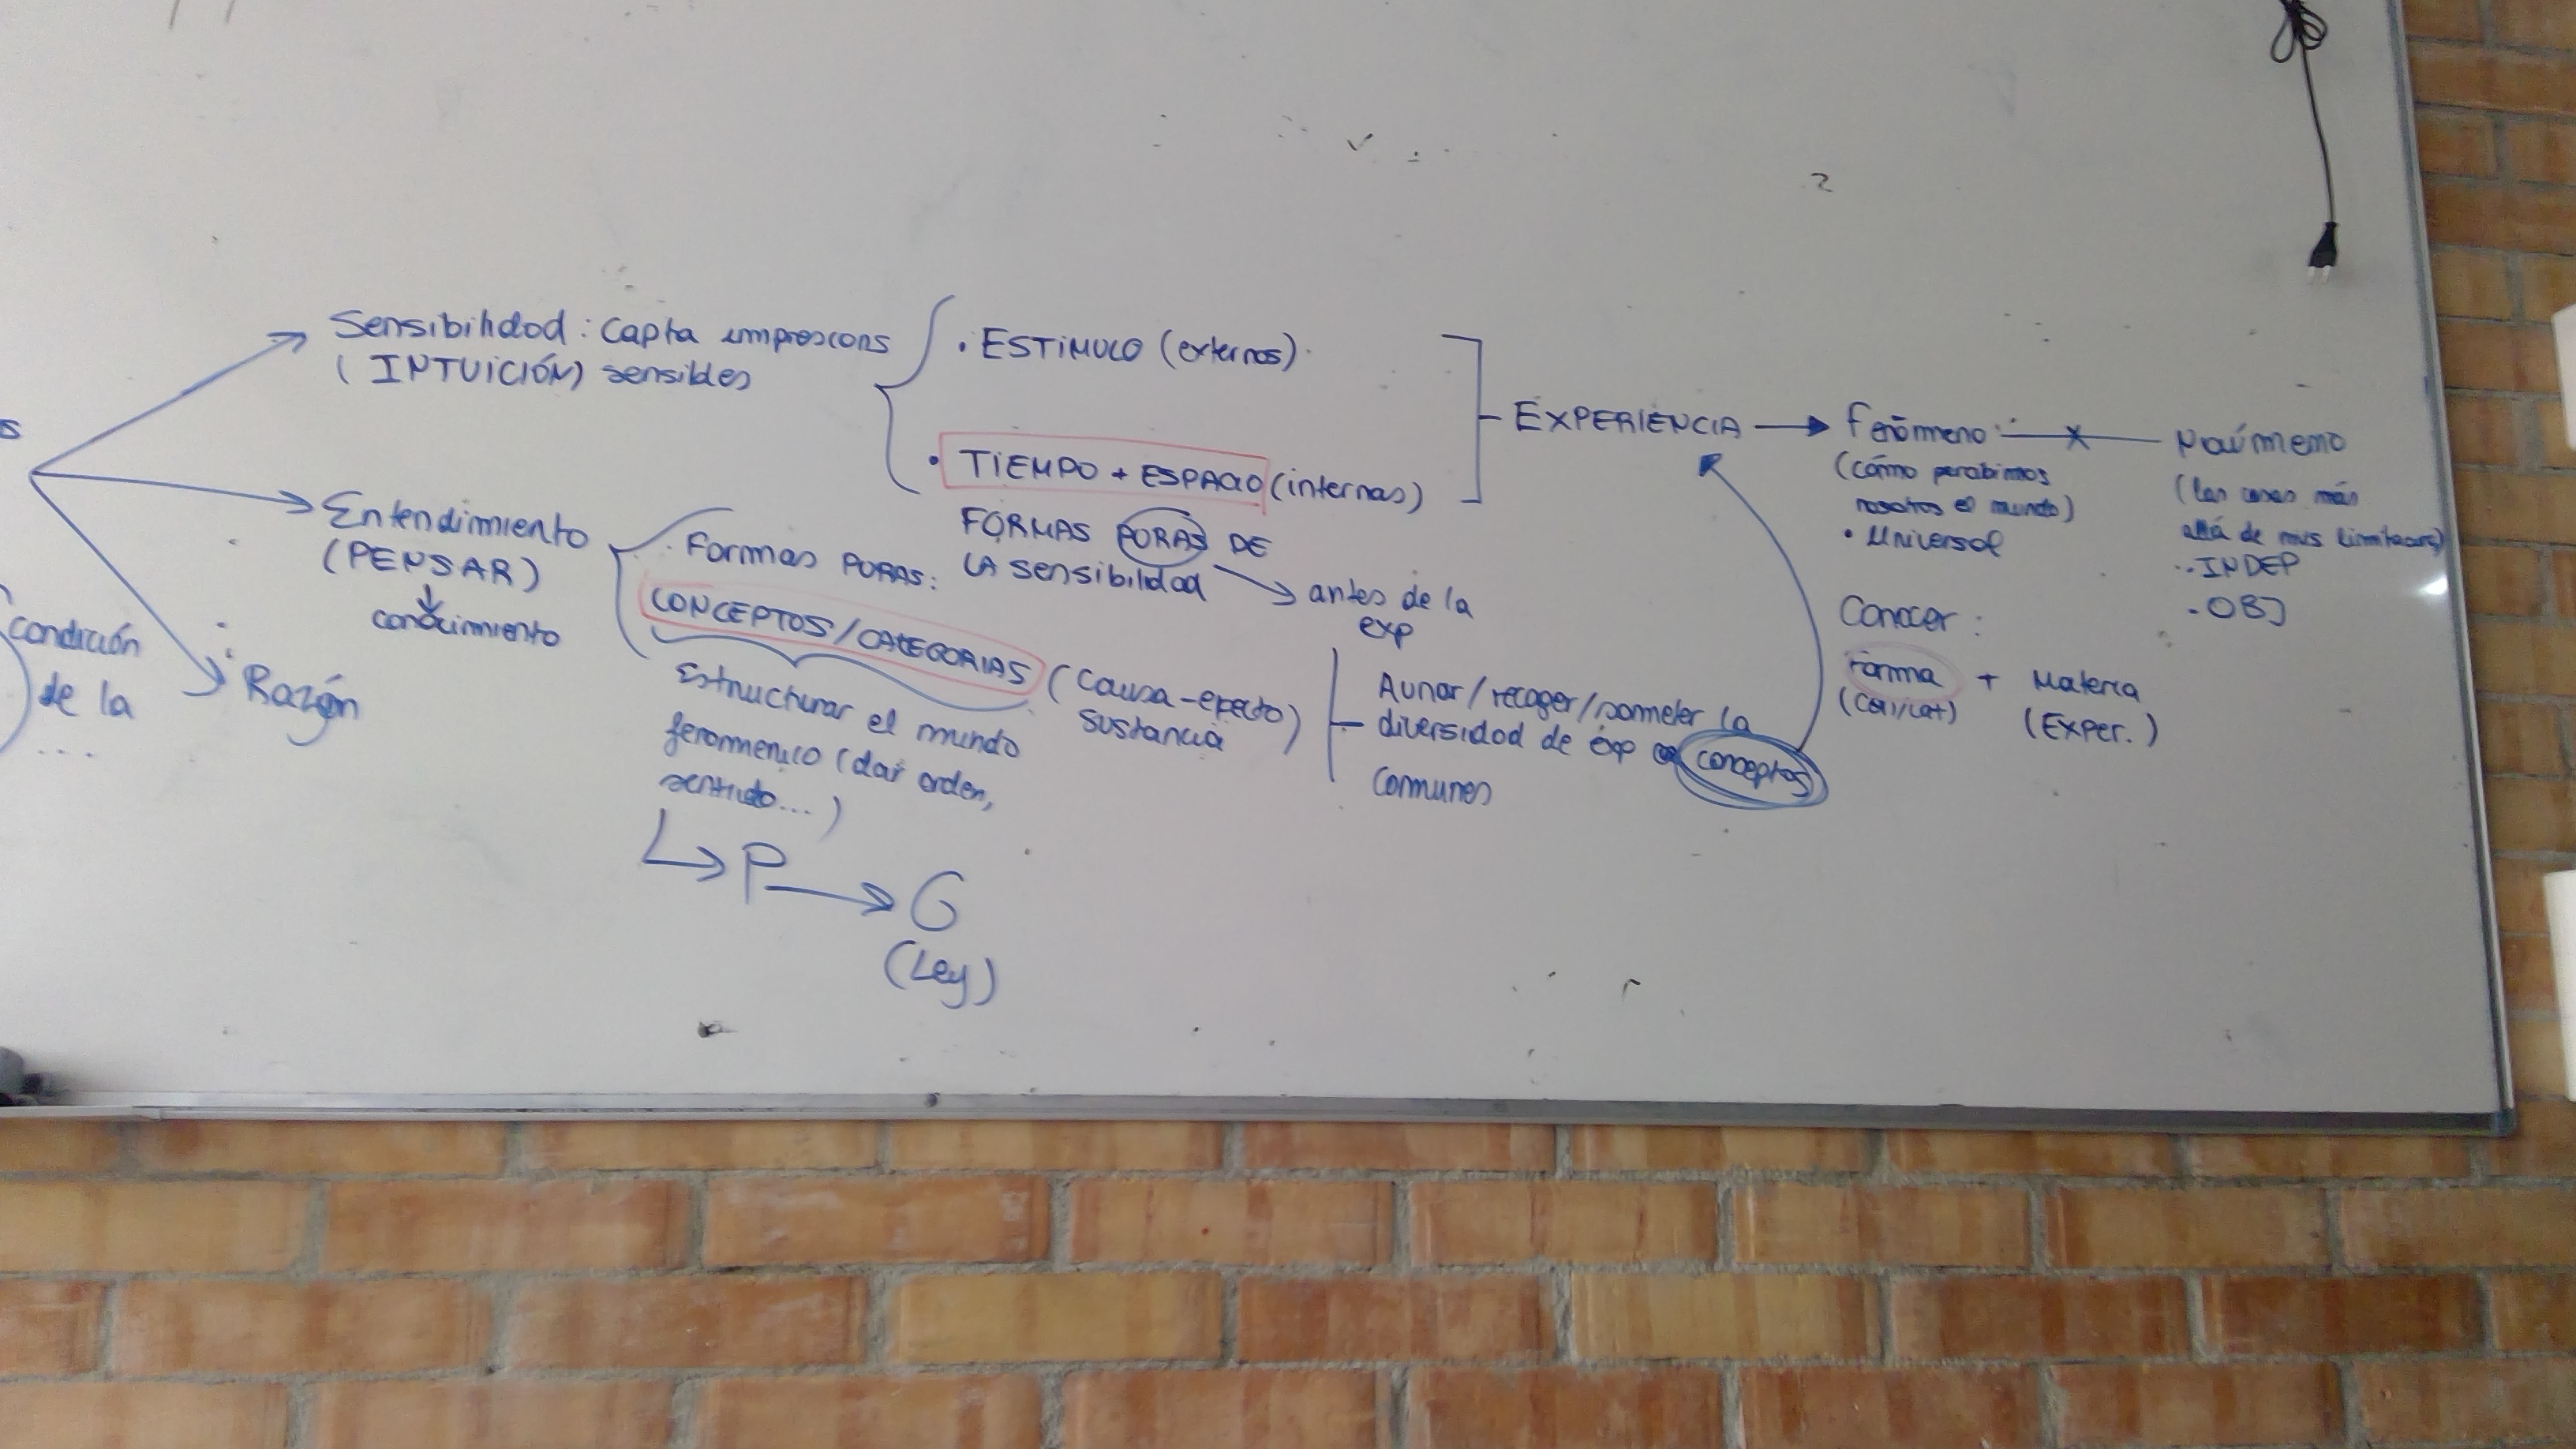 s
Sensibilidad: capta impresions
(INTUICIÓN) sensibles
• ESTIMULO (externos)
• TIEMPO + ESPACIO (internas)
FORMAS PURAS DE
LA sensibilidad
antes de la
exp
EXPERIENCIA
fenómeno
(cómo percibimos
nosotros el mundo)
• Universal
Noúmeno
(las cosas más
allá de mis
- INDEP
- OBJ
Conocer:
Forma + Materia
(Con/cat) (Exper.)
Entendimiento
(PENSAR)
conocimiento
· Formas PURAS:
CONCEPTOS/CATEGORIAS (causa-efecto)
sustancia
Estructurar el mundo
fenomenico (dar orden,
sentido...)
P
G
(Ley)
Aunar/recoger/someter la
diversidad de exp conceptos
comunes
Razón
condición
de la
....